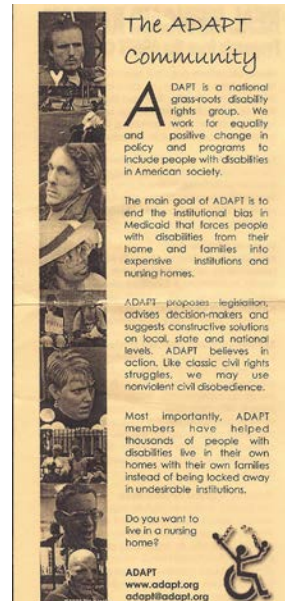 The ADAPT
Community
ADAPT is a national
grass-roots disability
rights group. We
work for equality
and positive change in
policy and programs to
include people with disabilities
in American society.
The main goal of ADAPT is to
end the institutional bias in
Medicaid that forces people
with disabilities from their
home and families into
expensive institutions and
nursing homes.
ADAPT proposes legislation,
advises decision-makers and
suggests constructive solutions
on local, state and national
levels. ADAPT believes in
action. Like classic civil rights
struggles, we may use
nonviolent civil disobedience.
Most importantly, ADAPT
members have helped
thousands of people with
disabilities live in their own
homes with their own families
instead of being locked away
in undesirable institutions.
Do you want to
live in a nursing
home?
ADAPT
www.adapt.org
adapt@adapt.org